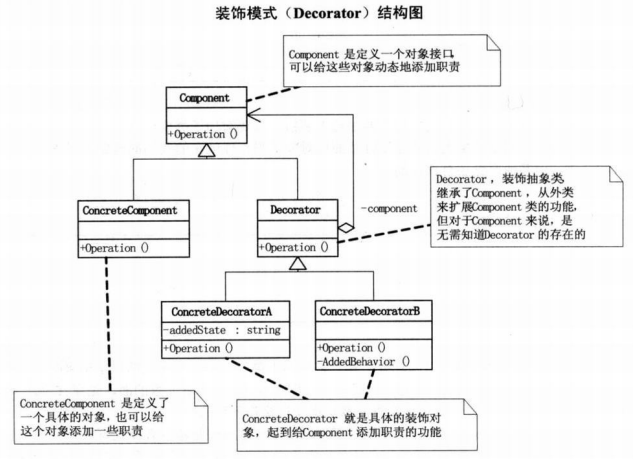 装饰模式（Decorator）结构图
Component 是定义一个对象接口,
可以给这些对象动态地添加职责
Component
+Operation ()
Decorator, 装饰抽象类,
继承了Component, 从外类
来扩展Component 类的功能,
但对于Component 来说, 是
无需知道Decorator 的存在的
ConcreteComponent
+Operation ()
Decorator
+Operation ()
-component
ConcreteDecoratorA
-addedState : string
+Operation ()
ConcreteDecoratorB
+Operation ()
-AddedBehavior ()
ConcreteComponent 是定义了
一个具体的对象, 也可以给
这个对象添加一些职责
ConcreteDecorator 就是具体的装饰对
象, 起到给Component 添加职责的功能